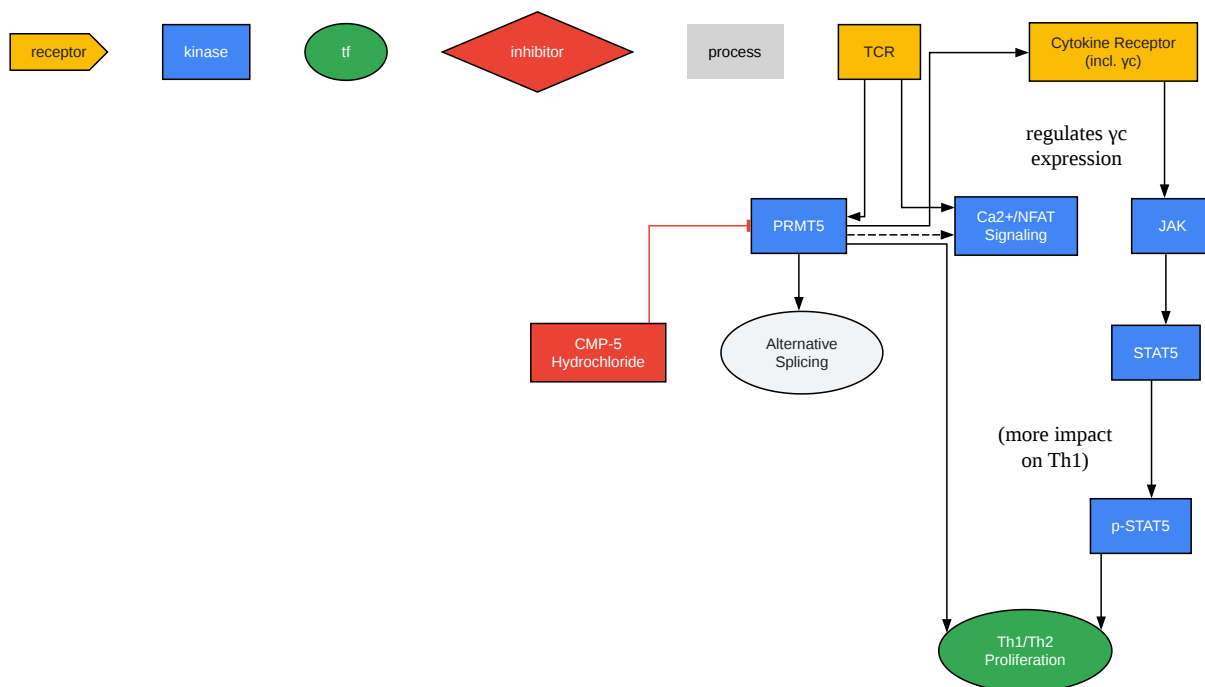 receptor
kinase
tf
inhibitor
process
TCR
Cytokine Receptor
(incl. γc)
regulates γc
expression
PRMT5
Ca2+/NFAT
Signaling
JAK
CMP-5
Hydrochloride
Alternative
Splicing
STAT5
(more impact
on Th1)
p-STAT5
Th1/Th2
Proliferation